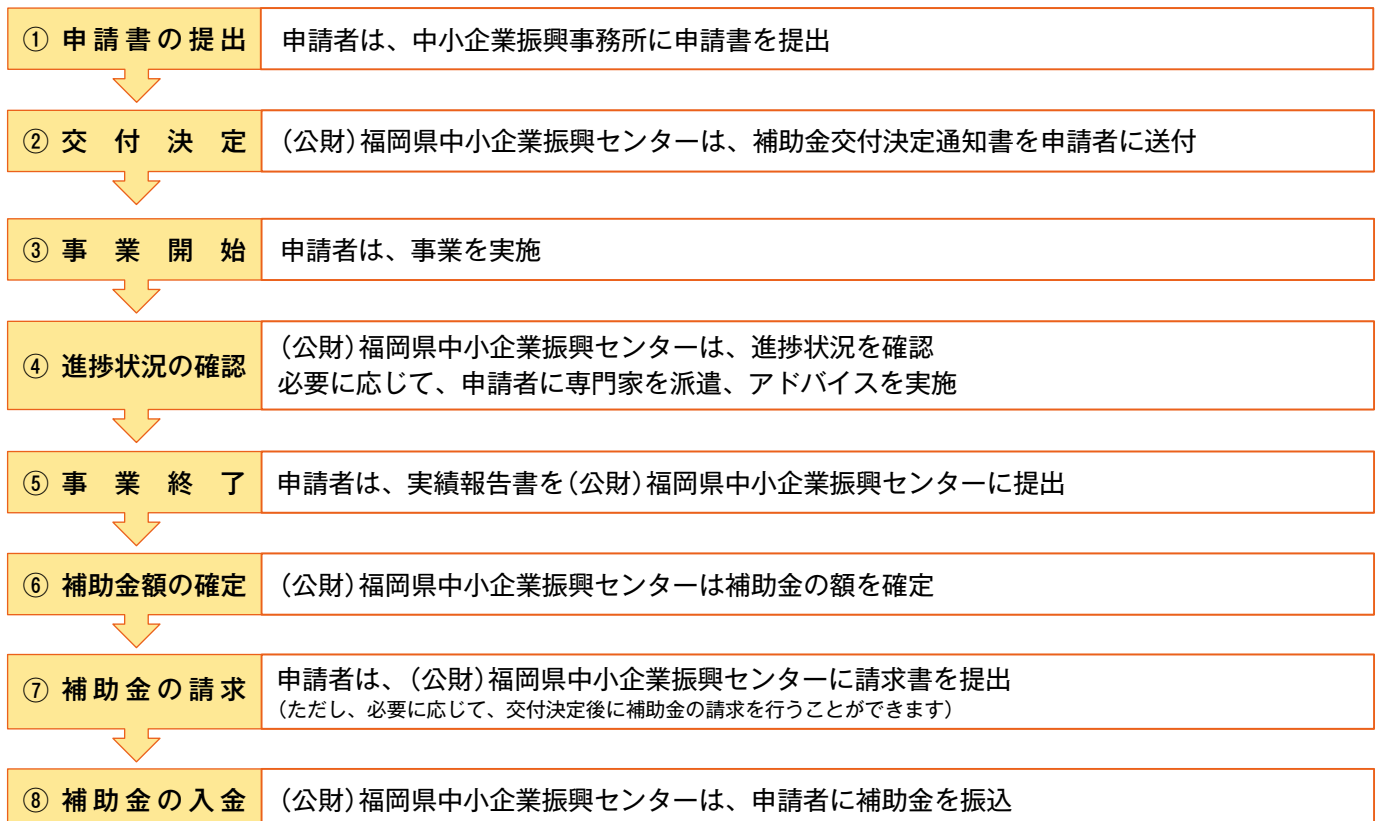 ① 申請書の提出
申請者は、中小企業振興事務所に申請書を提出
② 交付決定
(公財)福岡県中小企業振興センターは、補助金交付決定通知書を申請者に送付
③ 事業開始
申請者は、事業を実施
④ 進捗状況の確認
(公財)福岡県中小企業振興センターは、進捗状況を確認
必要に応じて、申請者に専門家を派遣、アドバイスを実施
⑤ 事業終了
申請者は、実績報告書を(公財)福岡県中小企業振興センターに提出
⑥ 補助金額の確定
(公財)福岡県中小企業振興センターは補助金の額を確定
⑦ 補助金の請求
申請者は、(公財)福岡県中小企業振興センターに請求書を提出
(ただし、必要に応じて、交付決定後に補助金の請求を行うことができます)
⑧ 補助金の入金
(公財)福岡県中小企業振興センターは、申請者に補助金を振込